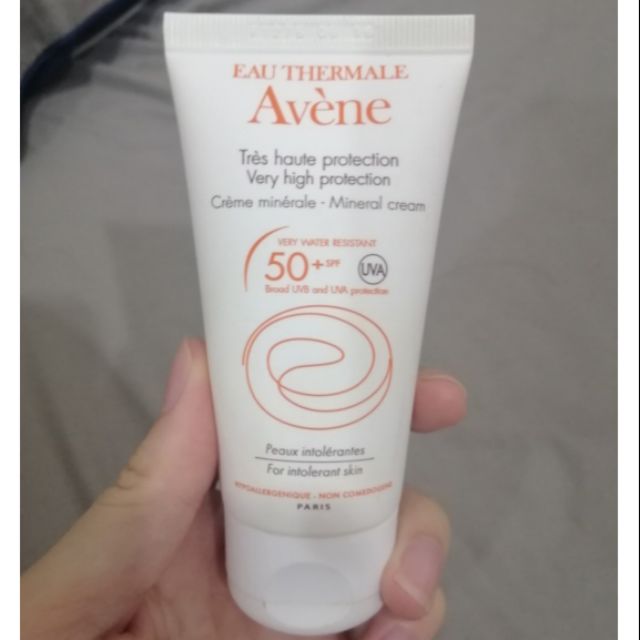 EAU THERMALE
Avène
Très haute protection
Very high protection
Crème minérale - Mineral cream
VERY WATER RESISTANT
50+ SPF UVA
Broad UVB and UVA protection
Peaux intolérantes
For intolerant skin
HYPOALLERGENIQUE - NON COMEDOGENE
PARIS